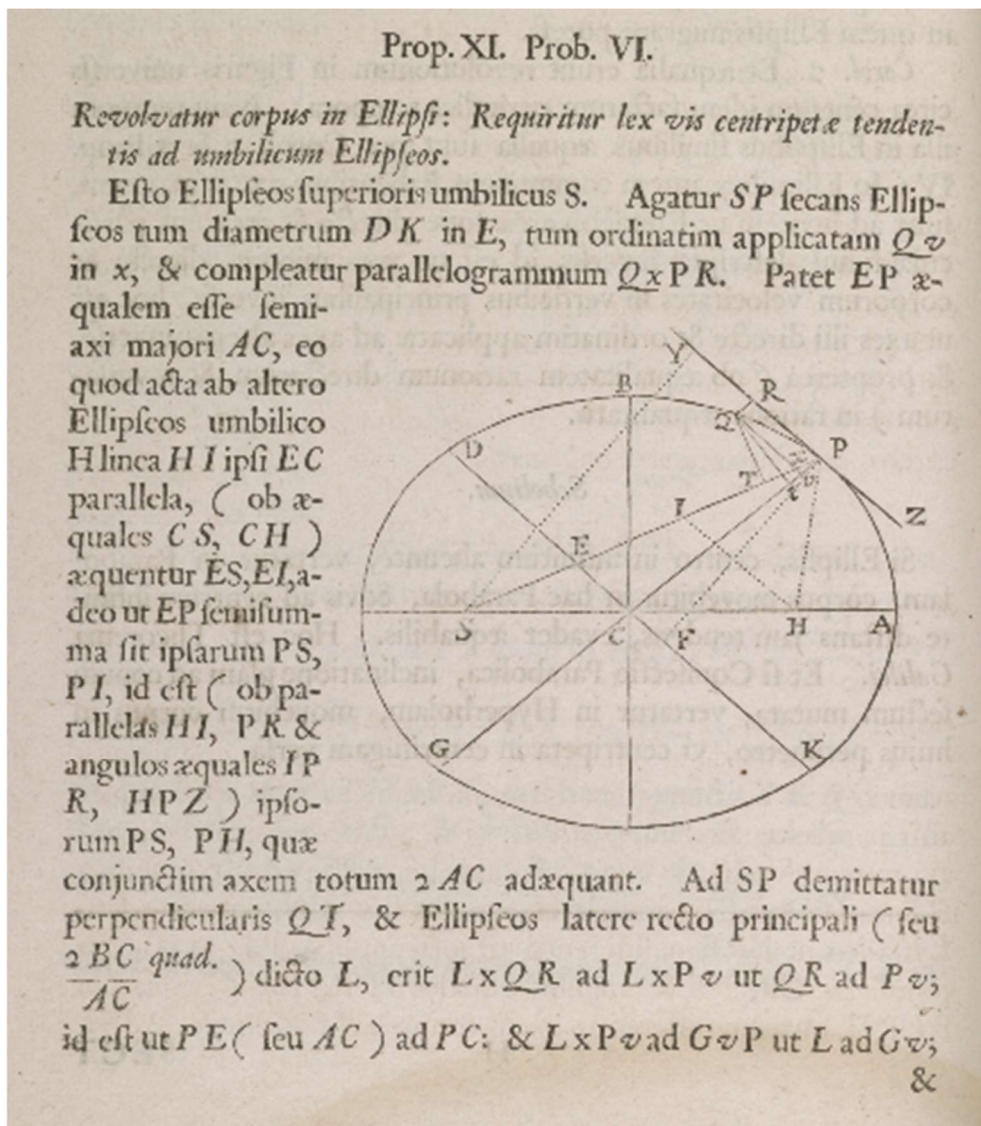 Prop. XI. Prob. VI.
Revolvatur corpus in Ellipſi: Requiritur lex vis centripetæ tenden-
tis ad umbilicum Ellipſeos.
Eſto Ellipſeos ſuperioris umbilicus S. Agatur SP ſecans Ellip-
ſeos tum diametrum DK in E, tum ordinatim applicatam Qv
in x, & compleatur parallelogrammum QxPR. Patet EP æ-
qualem eſſe ſemi-
axi majori AC, eo
quod acta ab altero
Ellipſeos umbilico
H linea HI ipſi EC
parallela, ( ob æ-
quales CS, CH )
æquentur ES, EI, a-
deo ut EP ſemiſum-
ma ſit ipſarum PS,
PI, id eſt ( ob pa-
rallelas HI, PR &
angulos æquales IP
R, HPZ ) ipſo-
rum PS, PH, quæ
conjunctim axem totum 2 AC adæquant. Ad SP demittatur
perpendicularis QT, & Ellipſeos latere recto principali ( ſeu
2 BC quad.
AC
) dicto L, erit L x QR ad L x Pv ut QR ad Pv;
id eſt ut PE ( ſeu AC ) ad PC: & L x Pv ad GvP ut L ad Gv;
&
Y
B
R
Q
D
P
T
v
x
I
Z
E
S
C
F
H
A
G
K